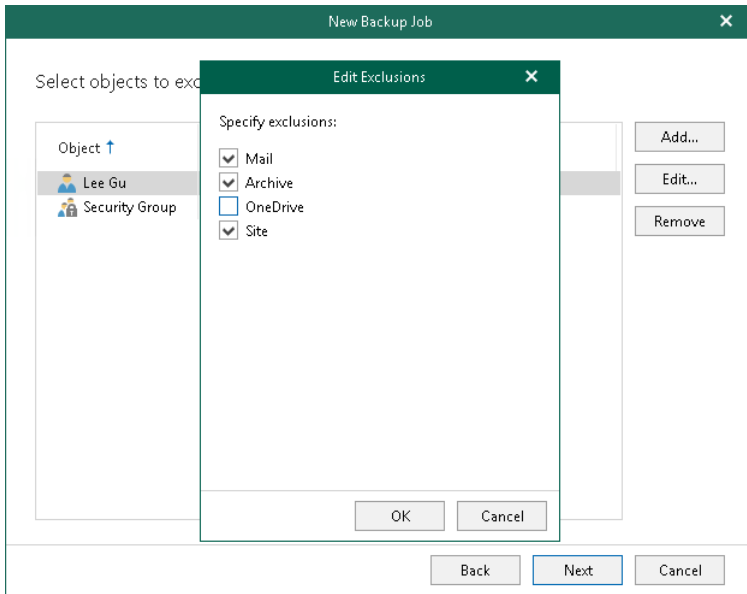 New Backup Job
Select objects to exc
Edit Exclusions
Specify exclusions:
Mail
Archive
OneDrive
Site
Object
Lee Gu
Security Group
Add...
Edit...
Remove
OK Cancel
Back Next Cancel